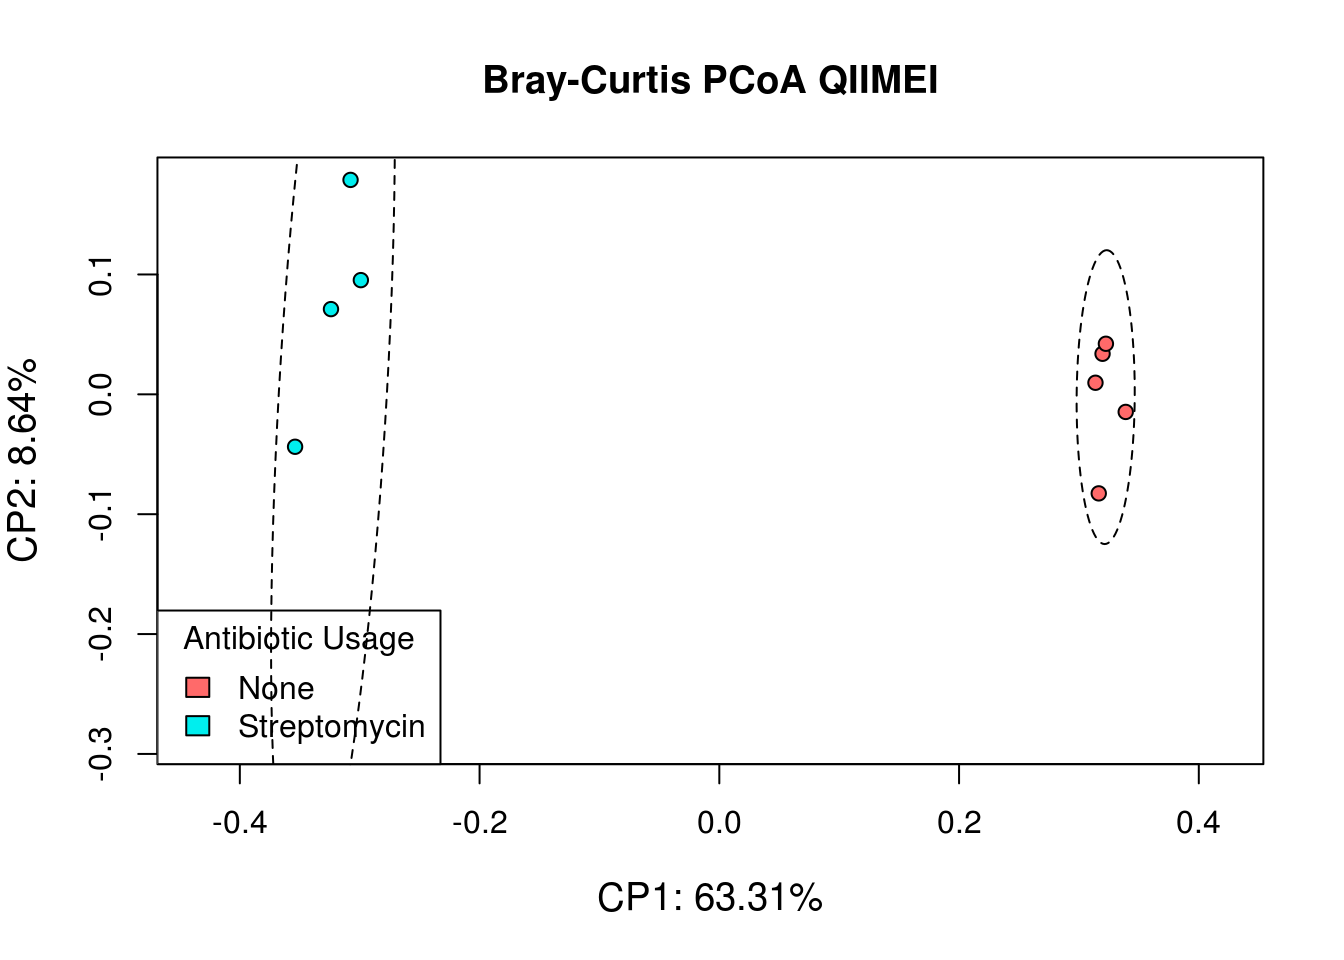 Bray-Curtis PCoA QIIMEI
CP2: 8.64%
0.1
0.0
-0.1
-0.2
-0.3
Antibiotic Usage
None
Streptomycin
-0.4 -0.2 0.0 0.2 0.4
CP1: 63.31%